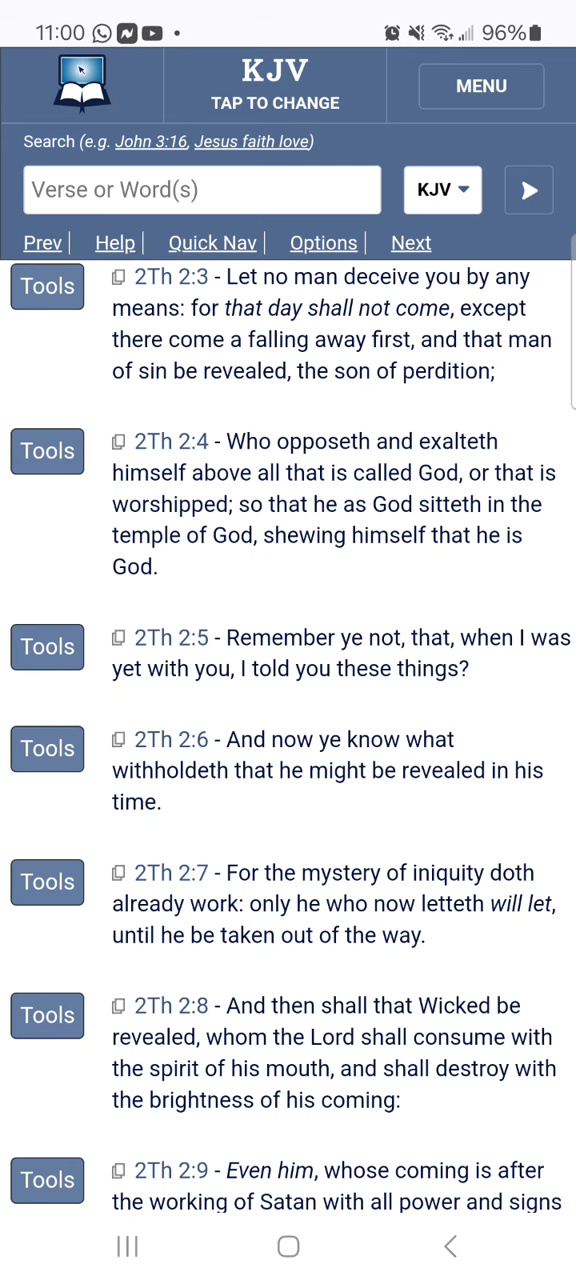 11:00 96%
KJV
TAP TO CHANGE
MENU
Search (e.g. John 3:16, Jesus faith love)
Verse or Word(s)
KJV
Prev Help Quick Nav Options Next
Tools
2Th 2:3 - Let no man deceive you by any
means: for that day shall not come, except
there come a falling away first, and that man
of sin be revealed, the son of perdition;
Tools
2Th 2:4 - Who opposeth and exalteth
himself above all that is called God, or that is
worshipped; so that he as God sitteth in the
temple of God, shewing himself that he is
God.
Tools
2Th 2:5 - Remember ye not, that, when I was
yet with you, I told you these things?
Tools
2Th 2:6 - And now ye know what
withholdeth that he might be revealed in his
time.
Tools
2Th 2:7 - For the mystery of iniquity doth
already work: only he who now letteth will let,
until he be taken out of the way.
Tools
2Th 2:8 - And then shall that Wicked be
revealed, whom the Lord shall consume with
the spirit of his mouth, and shall destroy with
the brightness of his coming:
Tools
2Th 2:9 - Even him, whose coming is after
the working of Satan with all power and signs